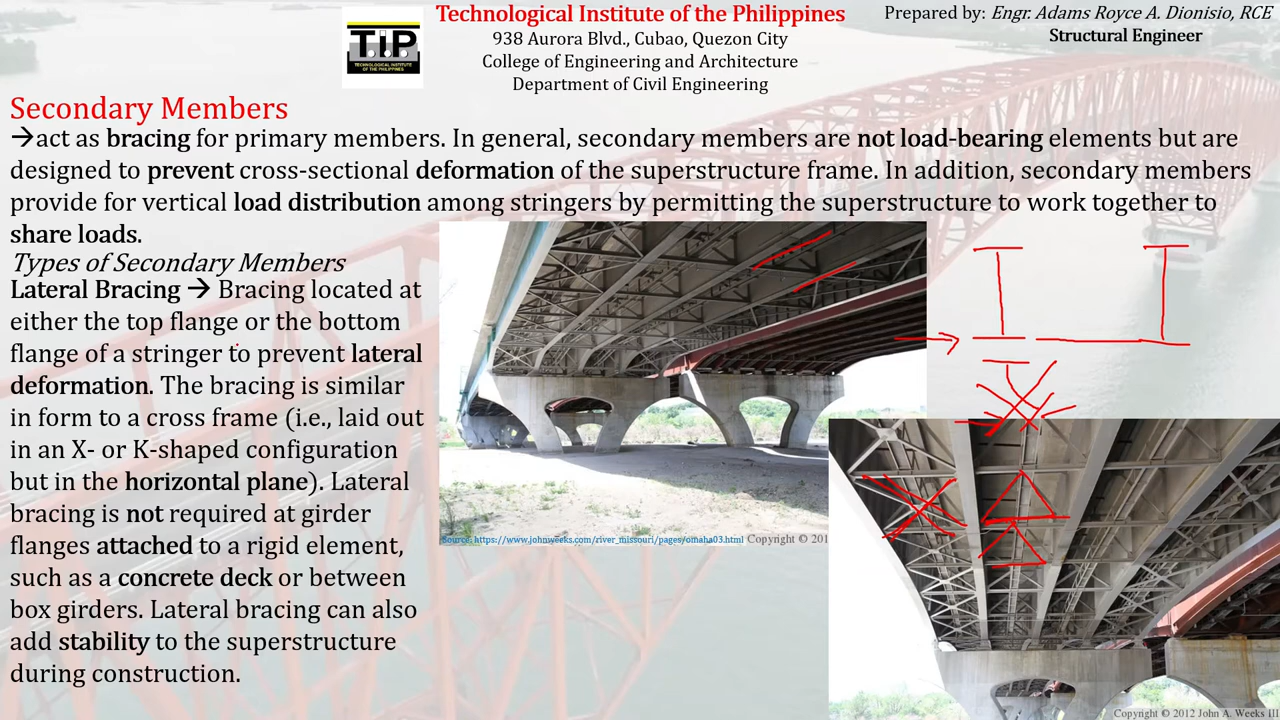 Technological Institute of the Philippines
938 Aurora Blvd., Cubao, Quezon City
College of Engineering and Architecture
Department of Civil Engineering
Prepared by: Engr. Adams Royce A. Dionisio, RCE
Structural Engineer
TiP
TECHNOLOGICAL INSTITUTE
OF THE PHILIPPINES
Secondary Members
→act as bracing for primary members. In general, secondary members are not load-bearing elements but are
designed to prevent cross-sectional deformation of the superstructure frame. In addition, secondary members
provide for vertical load distribution among stringers by permitting the superstructure to work together to
share loads.
Types of Secondary Members
Lateral Bracing → Bracing located at
either the top flange or the bottom
flange of a stringer to prevent lateral
deformation. The bracing is similar
in form to a cross frame (i.e., laid out
in an X- or K-shaped configuration
but in the horizontal plane). Lateral
bracing is not required at girder
flanges attached to a rigid element,
such as a concrete deck or between
box girders. Lateral bracing can also
add stability to the superstructure
during construction.
Source: https://www.johnweeks.com/river_missouri/pages/omaha03.html
Copyright © 201
Copyright © 2012 John A. Weeks III